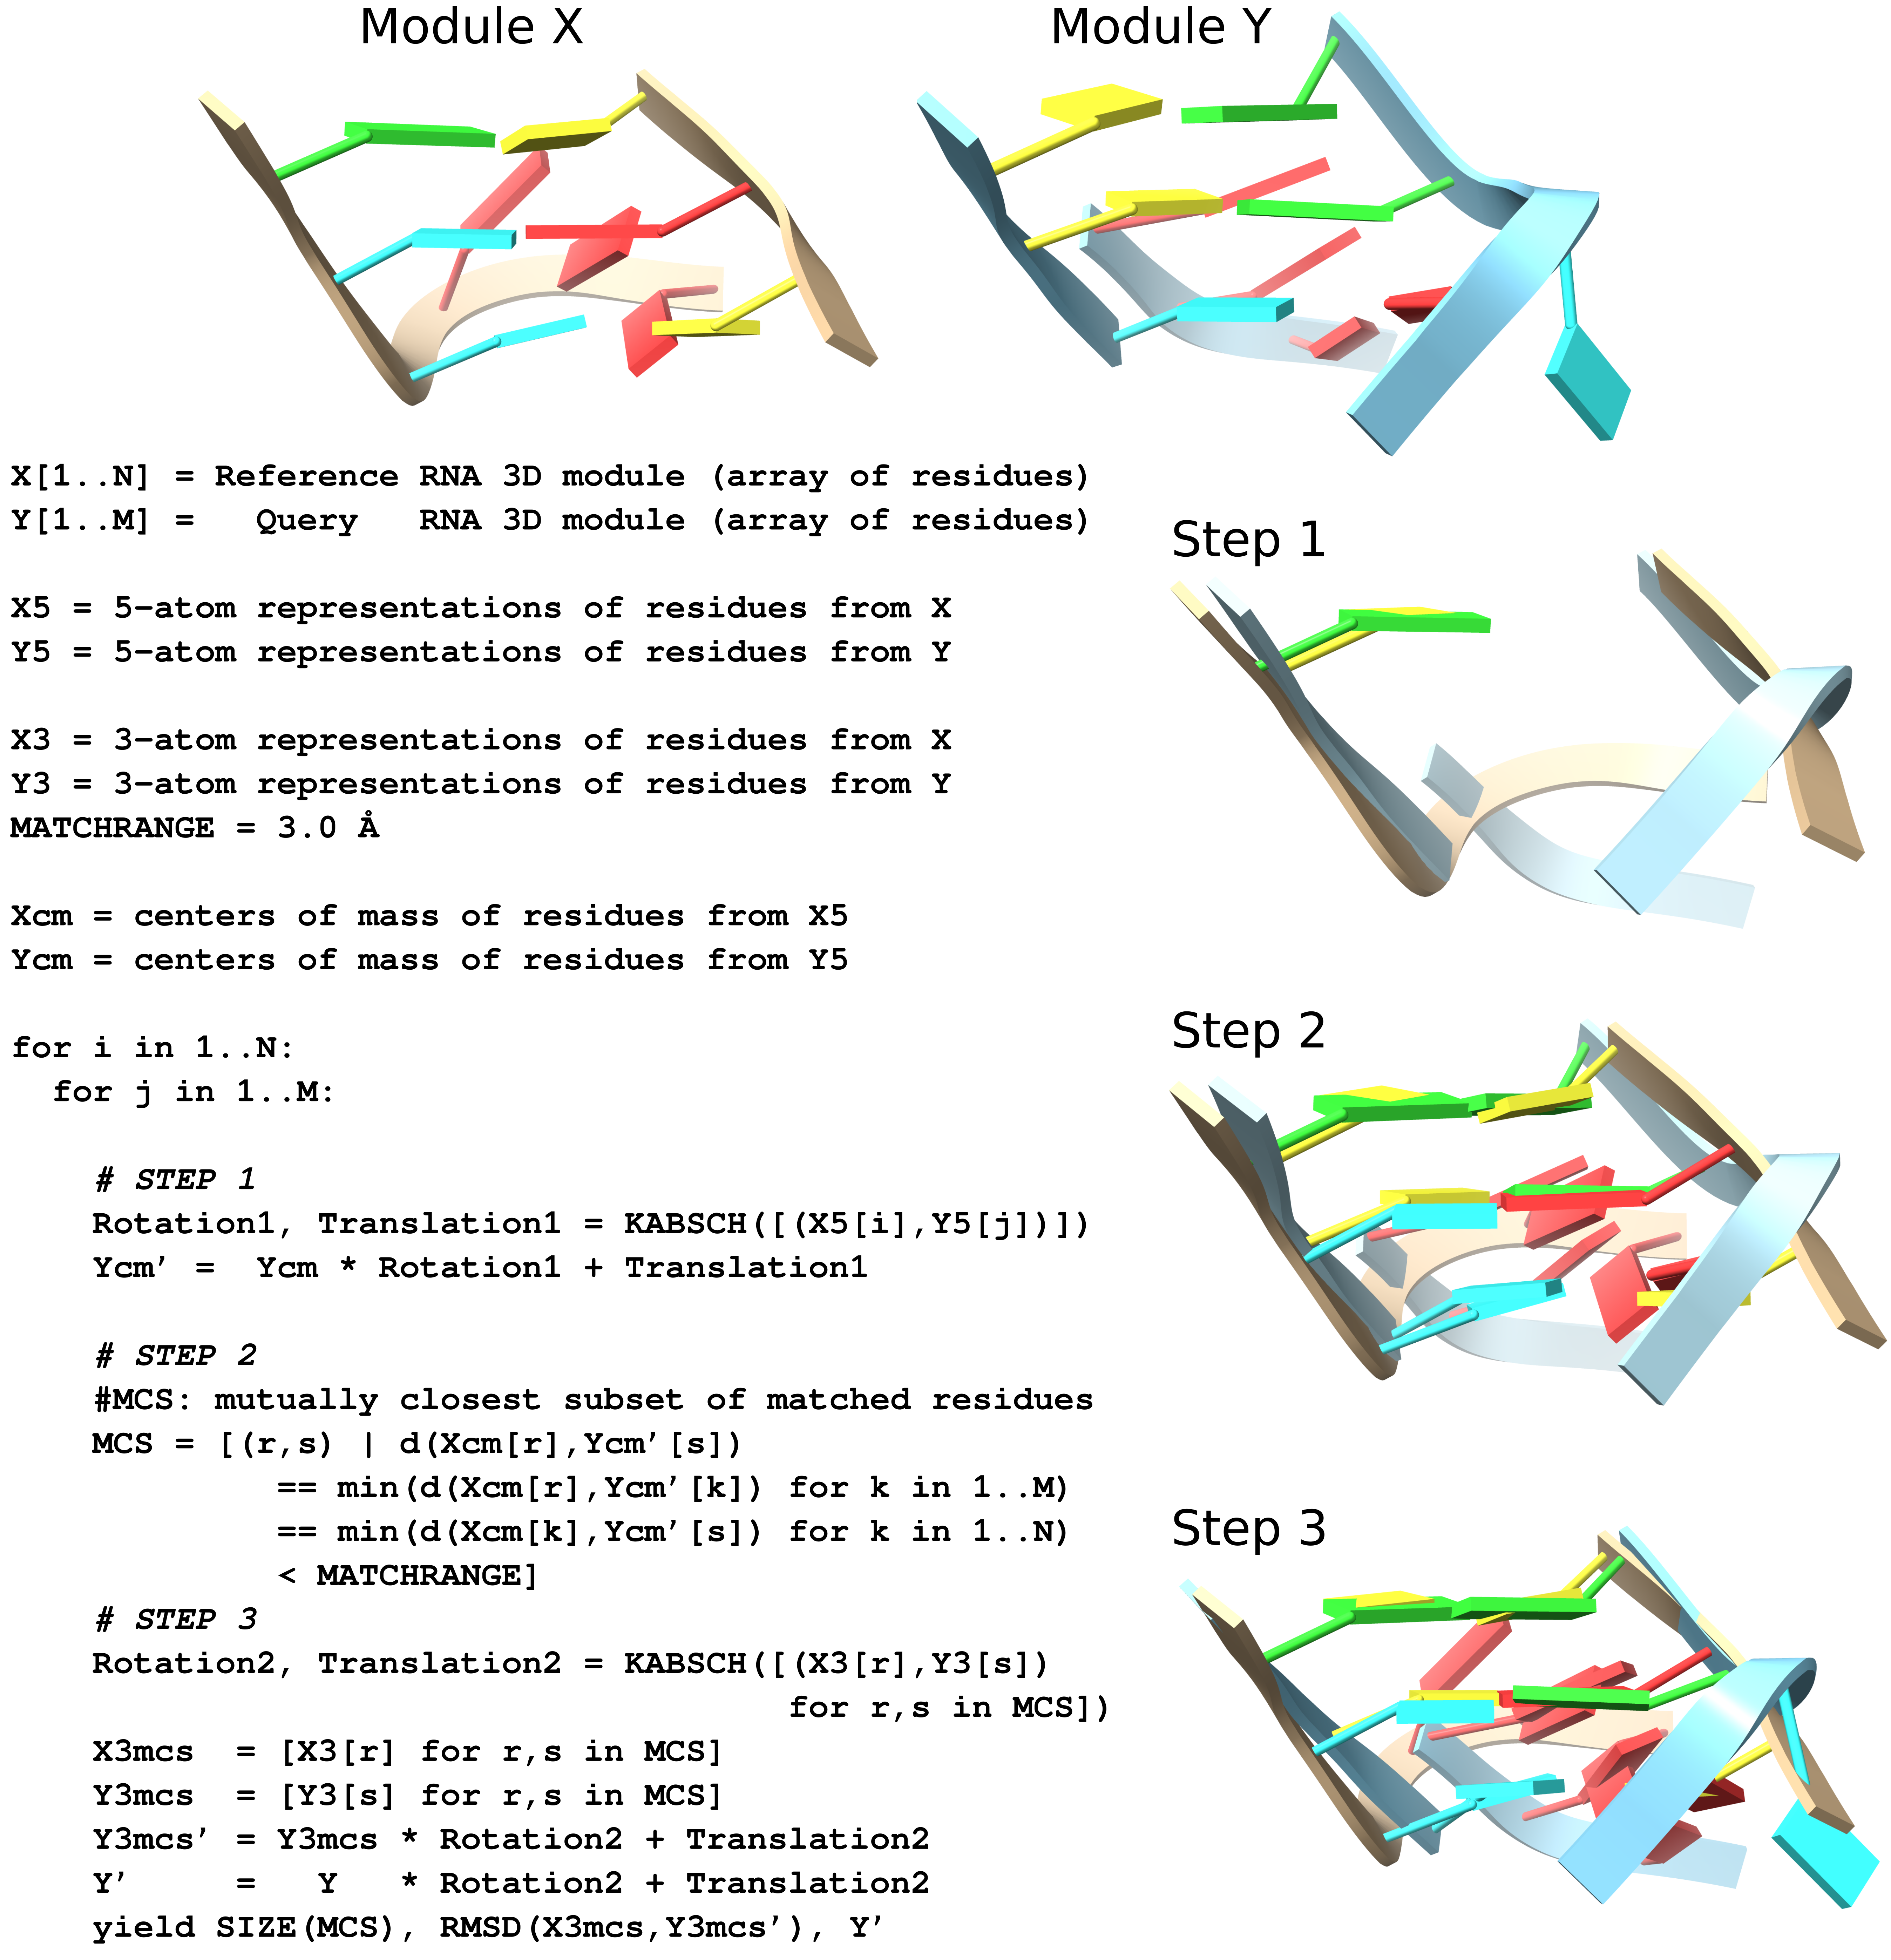 Module X
Module Y
X[1..N] = Reference RNA 3D module (array of residues)
Y[1..M] =   Query   RNA 3D module (array of residues)
X5 = 5-atom representations of residues from X
Y5 = 5-atom representations of residues from Y
X3 = 3-atom representations of residues from X
Y3 = 3-atom representations of residues from Y
MATCHRANGE = 3.0 Å
Xcm = centers of mass of residues from X5
Ycm = centers of mass of residues from Y5
for i in 1..N:
  for j in 1..M:
    # STEP 1
    Rotation1, Translation1 = KABSCH([(X5[i],Y5[j])])
    Ycm' =  Ycm * Rotation1 + Translation1
    # STEP 2
    #MCS: mutually closest subset of matched residues
    MCS = [(r,s) | d(Xcm[r],Ycm'[s])
             == min(d(Xcm[r],Ycm'[k]) for k in 1..M)
             == min(d(Xcm[k],Ycm'[s]) for k in 1..N)
             < MATCHRANGE]
    # STEP 3
    Rotation2, Translation2 = KABSCH([(X3[r],Y3[s])
                                      for r,s in MCS])
    X3mcs  = [X3[r] for r,s in MCS]
    Y3mcs  = [Y3[s] for r,s in MCS]
    Y3mcs' = Y3mcs * Rotation2 + Translation2
    Y'     =   Y   * Rotation2 + Translation2
    yield SIZE(MCS), RMSD(X3mcs,Y3mcs'), Y'
Step 1
Step 2
Step 3